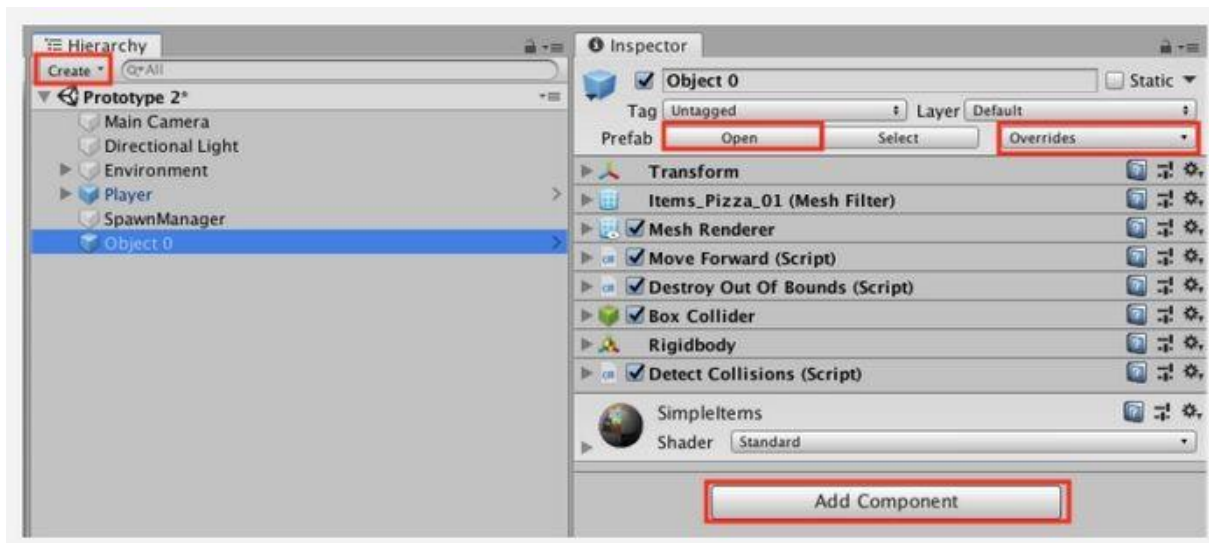 Hierarchy
Create
All
Prototype 2*
Main Camera
Directional Light
Environment
Player
SpawnManager
Object 0
Inspector
Object 0
Static
Tag Untagged Layer Default
Prefab Open Select Overrides
Transform
Items_Pizza_01 (Mesh Filter)
Mesh Renderer
Move Forward (Script)
Destroy Out Of Bounds (Script)
Box Collider
Rigidbody
Detect Collisions (Script)
SimpleItems
Shader Standard
Add Component